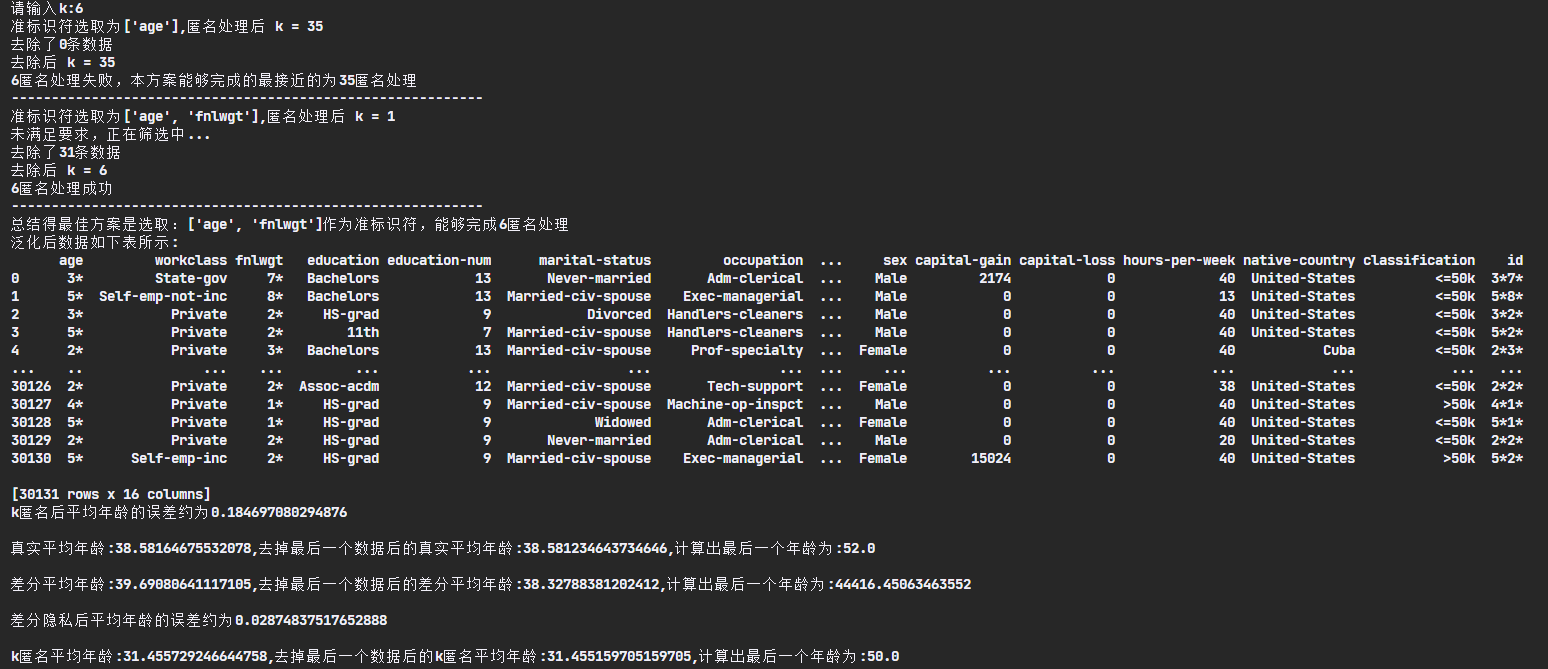 请输入k:6
准标识符选取为['age'],匿名处理后 k = 35
去除了0条数据
去除后 k = 35
6匿名处理失败，本方案能够完成的最接近的为35匿名处理
----------------------------------------------------------
准标识符选取为['age', 'fnlwgt'],匿名处理后 k = 1
未满足要求，正在筛选中...
去除了31条数据
去除后 k = 6
6匿名处理成功
----------------------------------------------------------
总结得最佳方案是选取：['age', 'fnlwgt']作为准标识符，能够完成6匿名处理
泛化后数据如下表所示：
age workclass fnlwgt education education-num marital-status occupation ... sex capital-gain capital-loss hours-per-week native-country classification id
0 3* State-gov 7* Bachelors 13 Never-married Adm-clerical ... Male 2174 0 40 United-States <=50k 3*7*
1 5* Self-emp-not-inc 8* Bachelors 13 Married-civ-spouse Exec-managerial ... Male 0 0 13 United-States <=50k 5*8*
2 3* Private 2* HS-grad 9 Divorced Handlers-cleaners ... Male 0 0 40 United-States <=50k 3*2*
3 5* Private 2* 11th 7 Married-civ-spouse Handlers-cleaners ... Male 0 0 40 United-States <=50k 5*2*
4 2* Private 3* Bachelors 13 Married-civ-spouse Prof-specialty ... Female 0 0 40 Cuba <=50k 2*3*
... .. ... ... ... ... ... ... ... ... ... ... ... ... ... ...
30126 2* Private 2* Assoc-acdm 12 Married-civ-spouse Tech-support ... Female 0 0 38 United-States <=50k 2*2*
30127 4* Private 1* HS-grad 9 Married-civ-spouse Machine-op-inspct ... Male 0 0 40 United-States >50k 4*1*
30128 5* Private 1* HS-grad 9 Widowed Adm-clerical ... Female 0 0 40 United-States <=50k 5*1*
30129 2* Private 2* HS-grad 9 Never-married Adm-clerical ... Male 0 0 20 United-States <=50k 2*2*
30130 5* Self-emp-inc 2* HS-grad 9 Married-civ-spouse Exec-managerial ... Female 15024 0 40 United-States >50k 5*2*
[30131 rows x 16 columns]
k匿名后平均年龄的误差约为0.184697080294876
真实平均年龄:38.58164675532078,去掉最后一个数据后的真实平均年龄:38.581234643734646,计算出最后一个年龄为:52.0
差分平均年龄:39.69080641117105,去掉最后一个数据后的差分平均年龄:38.32788381202412,计算出最后一个年龄为:44416.45063463552
差分隐私后平均年龄的误差约为0.02874837517652888
k匿名平均年龄:31.455729246644758,去掉最后一个数据后的k匿名平均年龄:31.455159705159705,计算出最后一个年龄为:50.0